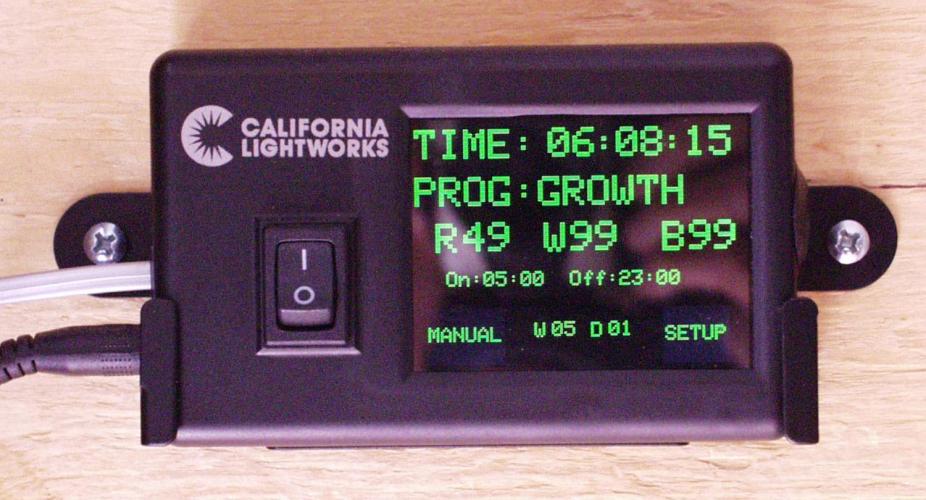 CALIFORNIA
LIGHTWORKS
TIME: 06:08:15
PROG:GROWTH
R49 W99 B99
On:05:00 Off:23:00
MANUAL W05 D01 SETUP
I
O